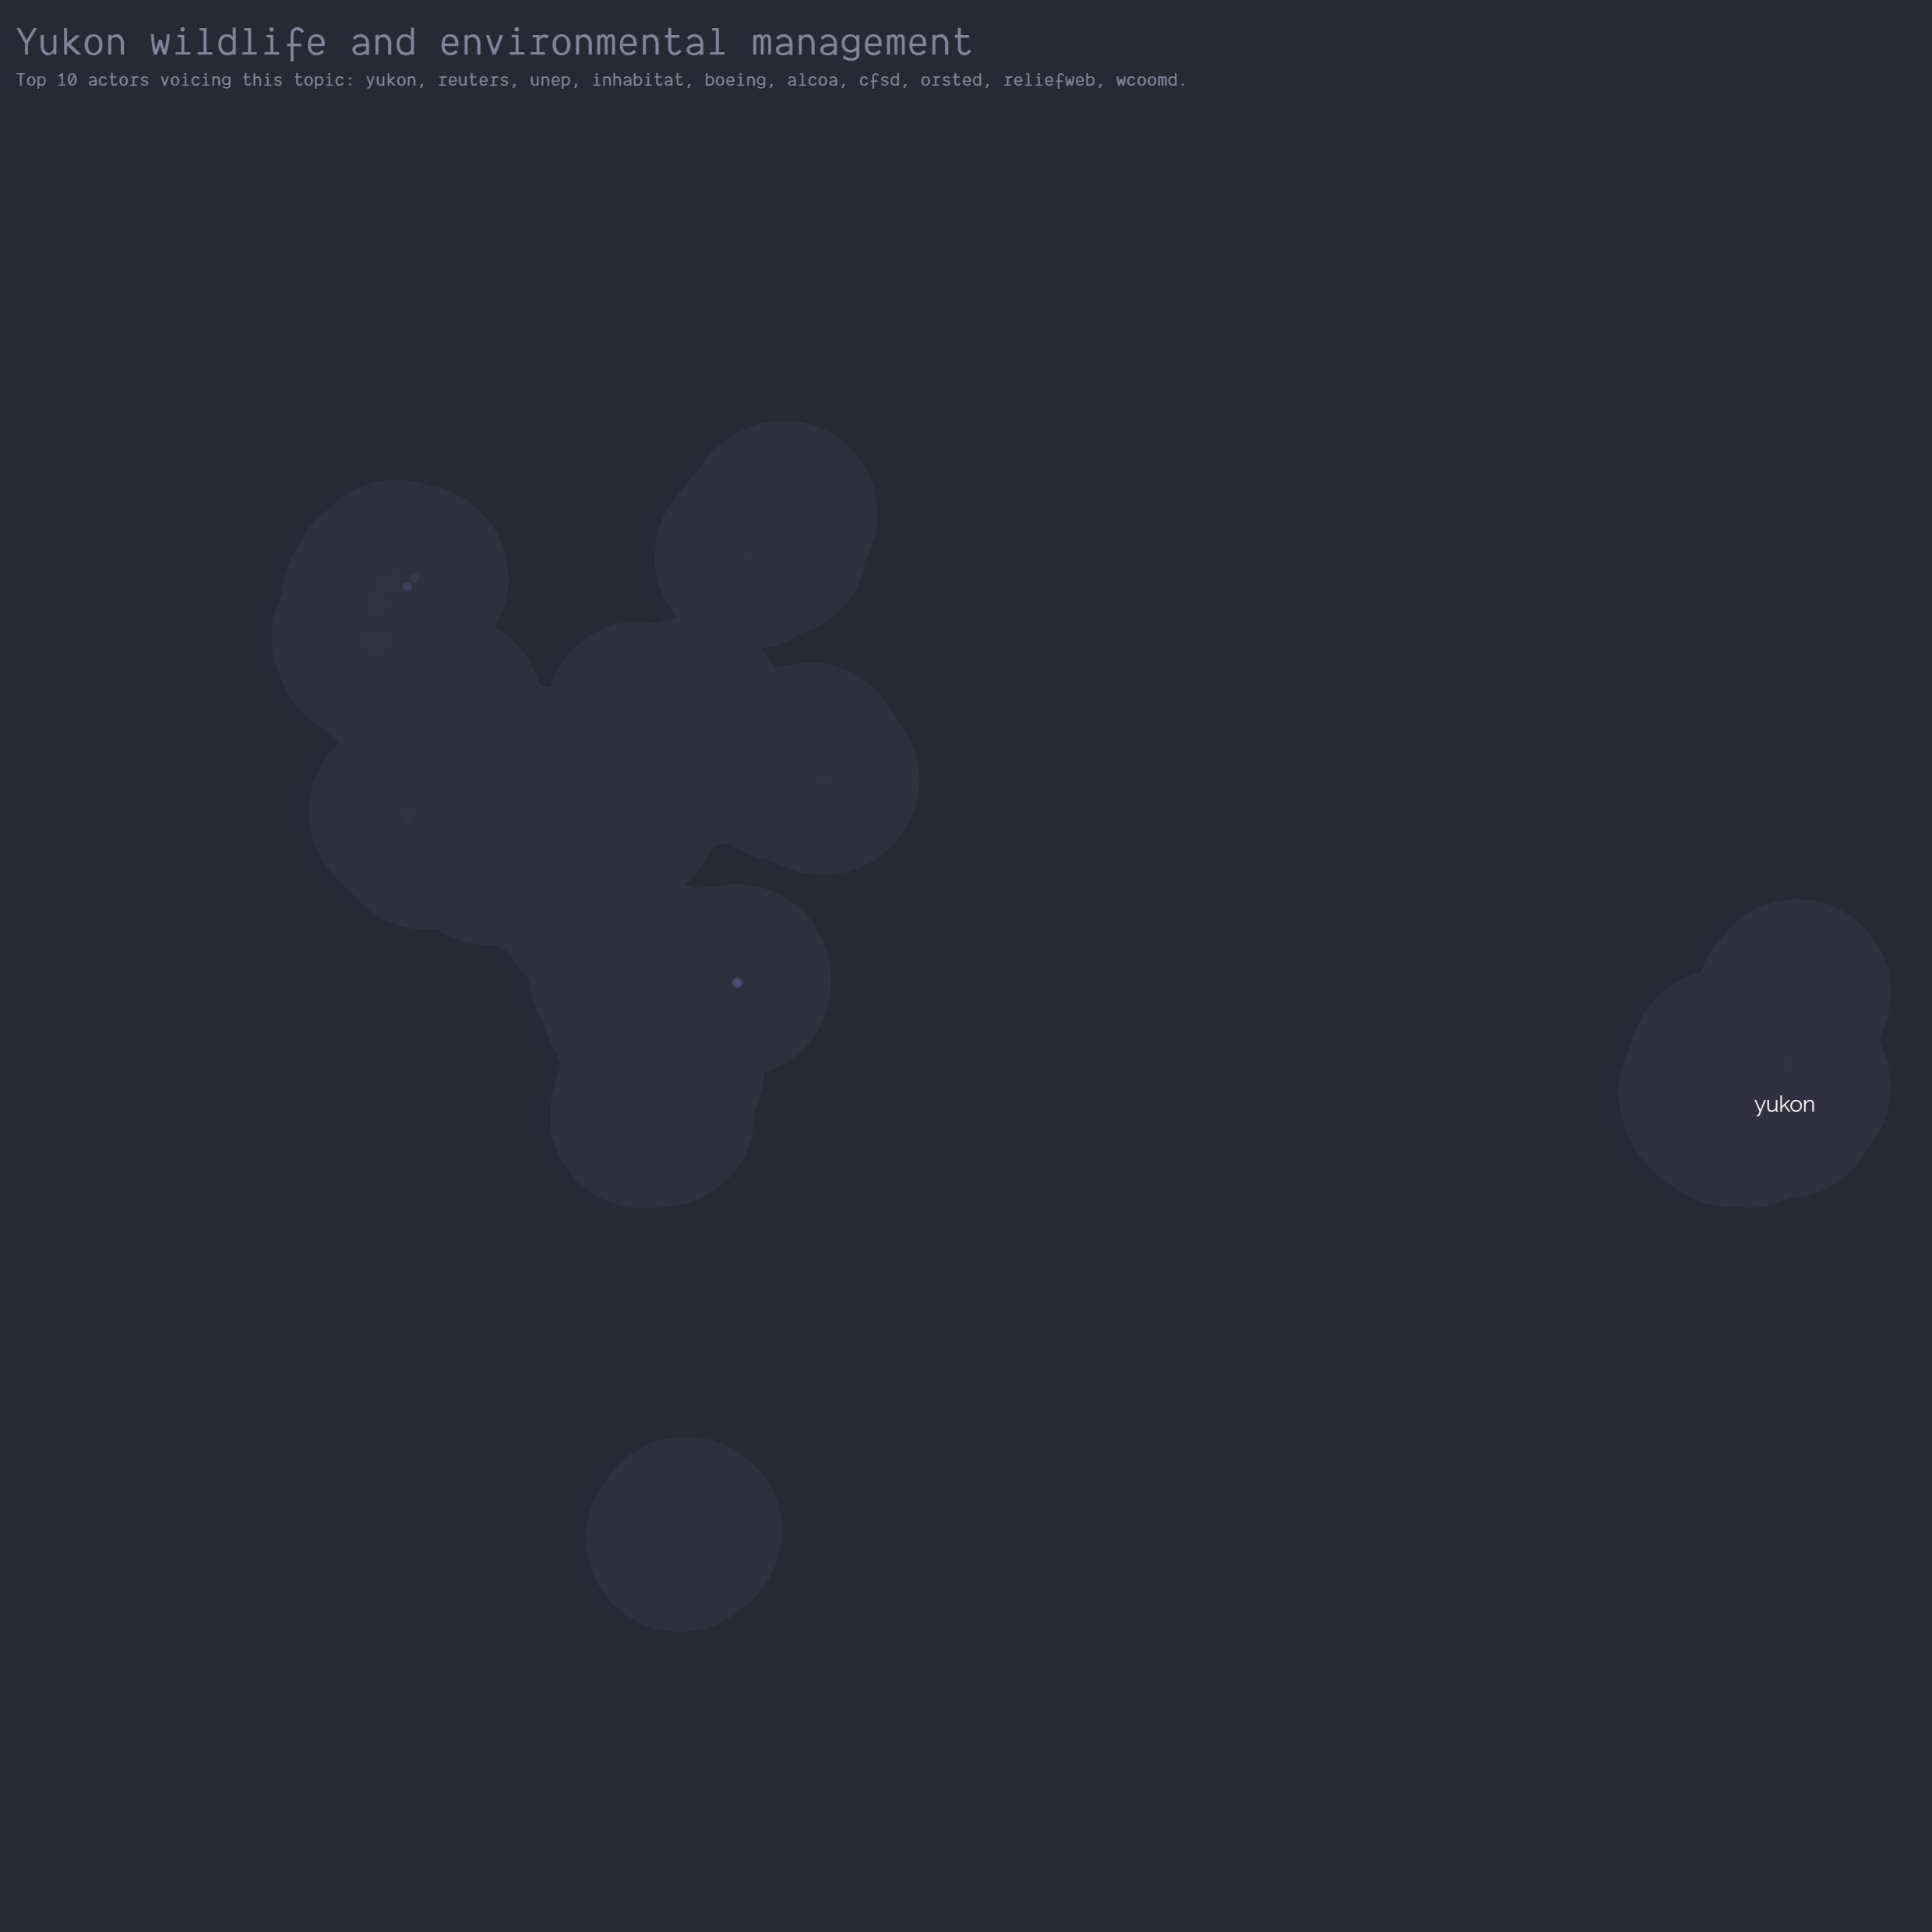 Yukon wildlife and environmental management
Top 10 actors voicing this topic: yukon, reuters, unep, inhabitat, boeing, alcoa, cfsd, orsted, reliefweb, wcoomd.
yukon